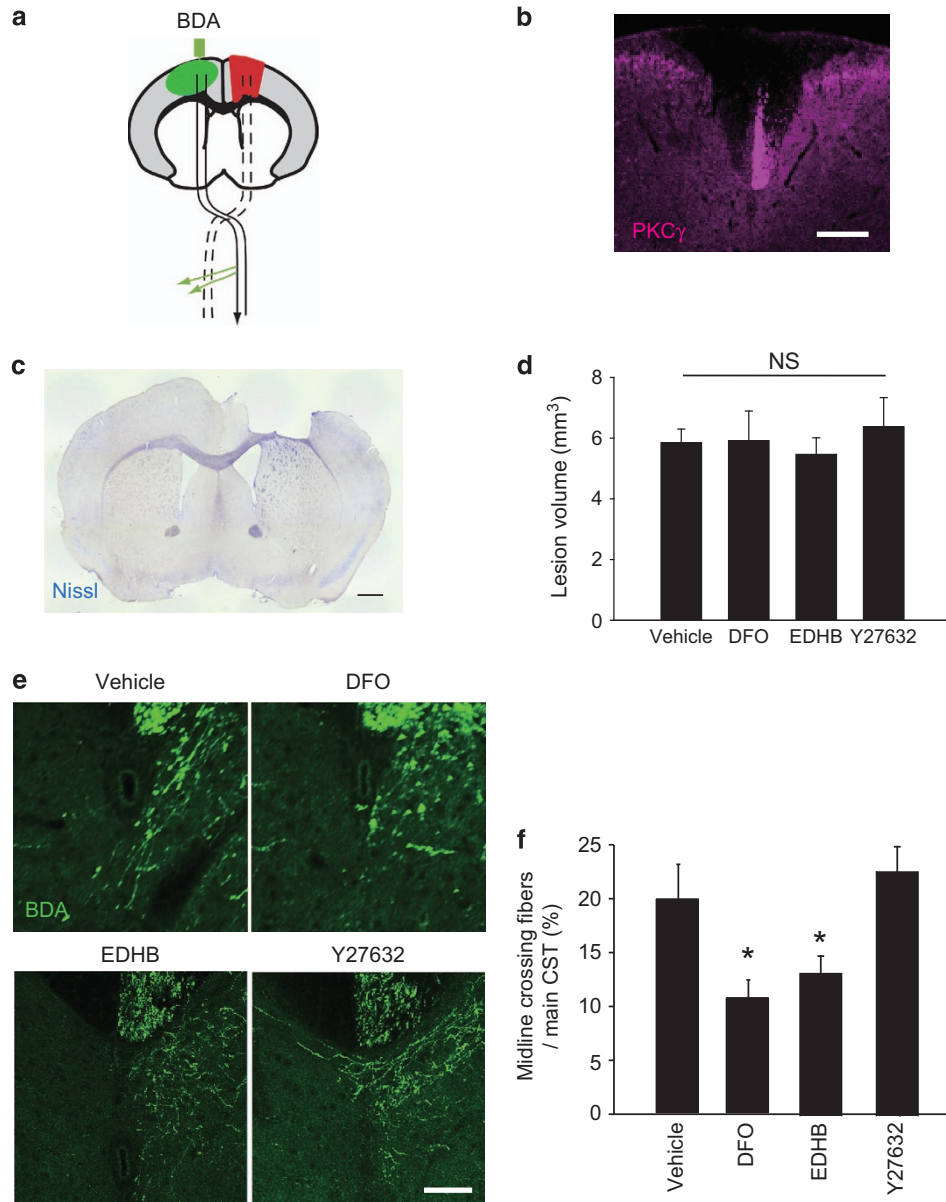 a
BDA
b
PKCγ
c
Nissl
d
NS
Lesion volume (mm³)
8
6
4
2
0
Vehicle DFO EDHB Y27632
e
Vehicle DFO
BDA
EDHB Y27632
f
Midline crossing fibers
/ main CST (%)
25
20
15
10
5
0
* *
Vehicle
DFO
EDHB
Y27632